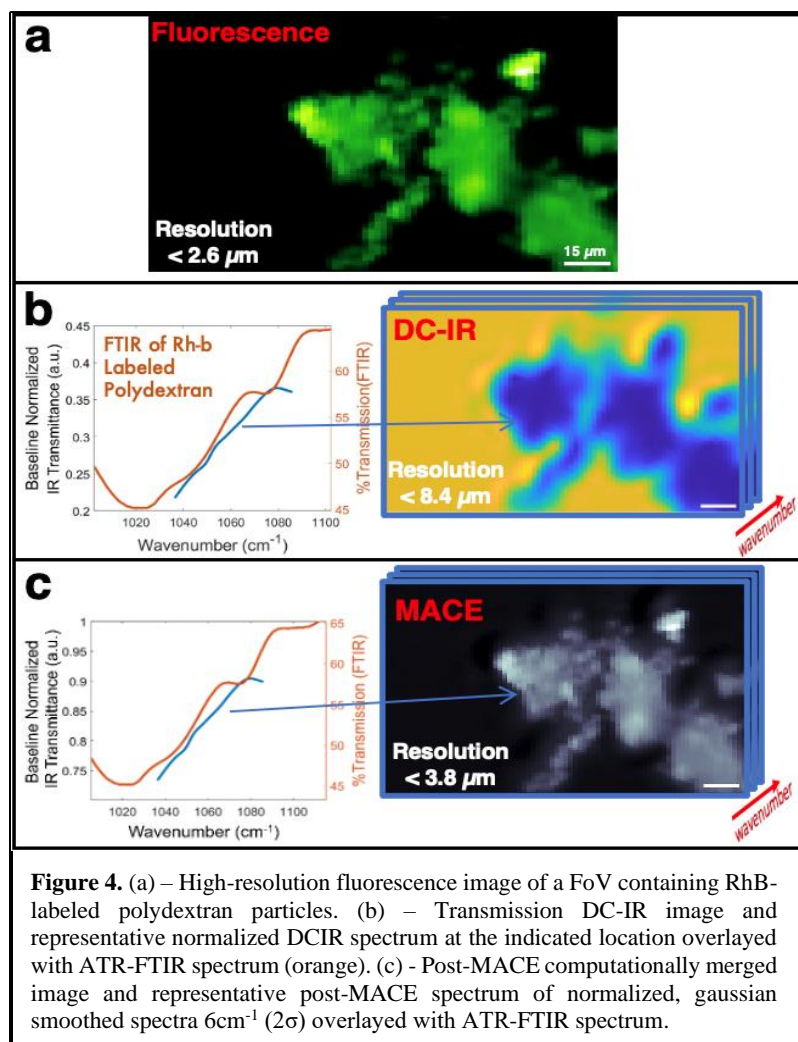 a
Fluorescence
Resolution
< 2.6 µm
15 µm
b
0.45
0.4
0.35
0.3
0.25
0.2
Baseline Normalized
IR Transmittance (a.u.)
FTIR of Rh-b
Labeled
Polydextran
60
55
50
45
%Transmission(FTIR)
1020 1040 1060 1080 1100
Wavenumber (cm-1)
DC-IR
Resolution
< 8.4 µm
wavenumber
c
1
0.95
0.9
0.85
0.8
0.75
Baseline Normalized
IR Transmittance (a.u.)
65
60
55
50
45
%Transmission (FTIR)
1020 1040 1060 1080 1100
Wavenumber (cm-1)
MACE
Resolution
< 3.8 µm
wavenumber
Figure 4. (a) – High-resolution fluorescence image of a FoV containing RhB-
labeled polydextran particles. (b) – Transmission DC-IR image and
representative normalized DCIR spectrum at the indicated location overlayed
with ATR-FTIR spectrum (orange). (c) - Post-MACE computationally merged
image and representative post-MACE spectrum of normalized, gaussian
smoothed spectra 6cm-1 (2σ) overlayed with ATR-FTIR spectrum.